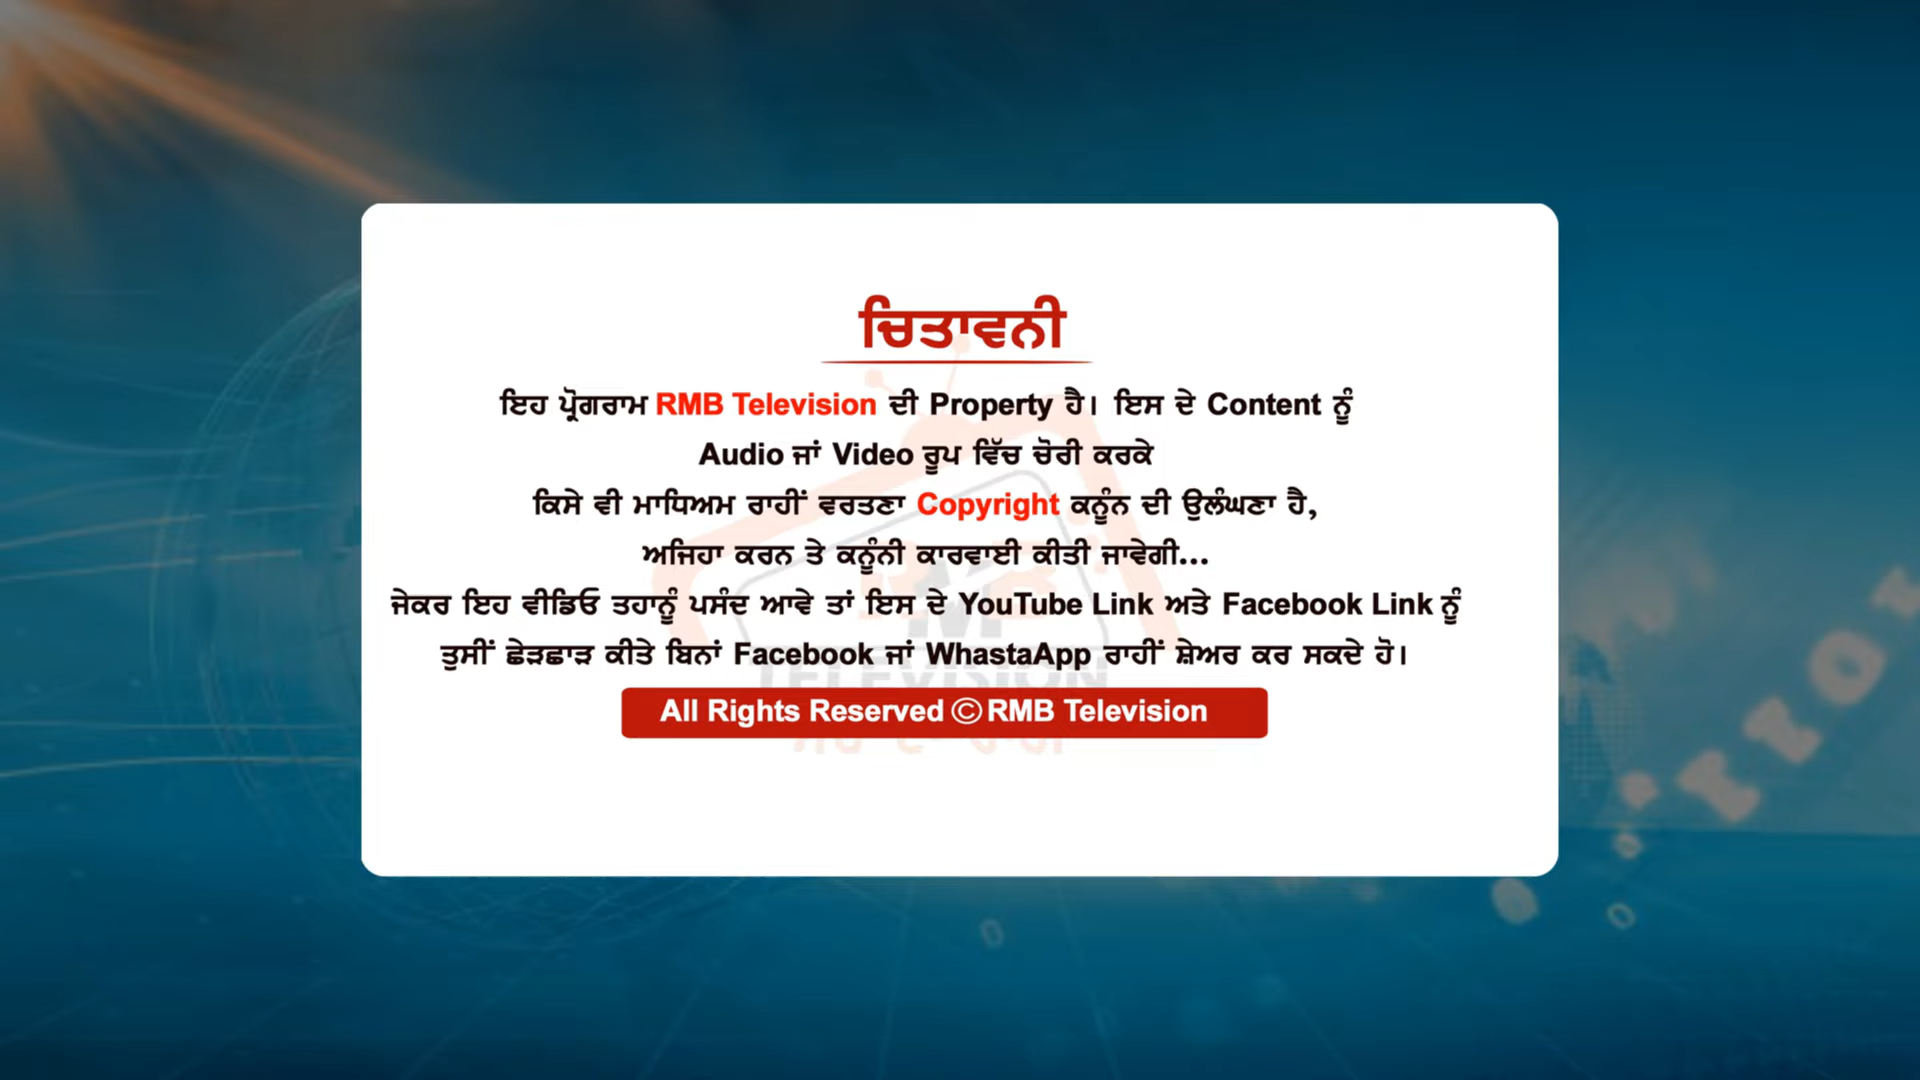 ਚਿਤਾਵਨੀ
ਇਹ ਪ੍ਰੋਗਰਾਮ RMB Television ਦੀ Property ਹੈ। ਇਸ ਦੇ Content ਨੂੰ
Audio ਜਾਂ Video ਰੂਪ ਵਿੱਚ ਚੋਰੀ ਕਰਕੇ
ਕਿਸੇ ਵੀ ਮਾਧਿਅਮ ਰਾਹੀਂ ਵਰਤਣਾ Copyright ਕਨੂੰਨ ਦੀ ਉਲੰਘਣਾ ਹੈ,
ਅਜਿਹਾ ਕਰਨ ਤੇ ਕਨੂੰਨੀ ਕਾਰਵਾਈ ਕੀਤੀ ਜਾਵੇਗੀ...
ਜੇਕਰ ਇਹ ਵੀਡਿਓ ਤਹਾਨੂੰ ਪਸੰਦ ਆਵੇ ਤਾਂ ਇਸ ਦੇ YouTube Link ਅਤੇ Facebook Link ਨੂੰ
ਤੁਸੀਂ ਛੇੜਛਾੜ ਕੀਤੇ ਬਿਨਾਂ Facebook ਜਾਂ WhastaApp ਰਾਹੀਂ ਸ਼ੇਅਰ ਕਰ ਸਕਦੇ ਹੋ।
TELEVISION
All Rights Reserved © RMB Television